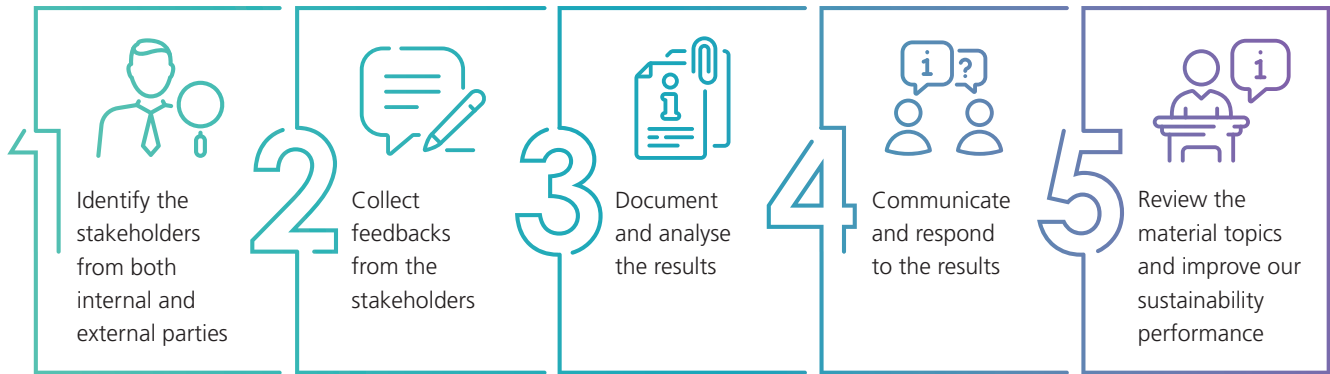 1
Identify the
stakeholders
from both
internal and
external parties
2
Collect
feedbacks
from the
stakeholders
3
Document
and analyse
the results
i
4
Communicate
and respond
to the results
i ?
5
Review the
material topics
and improve our
sustainability
performance
i